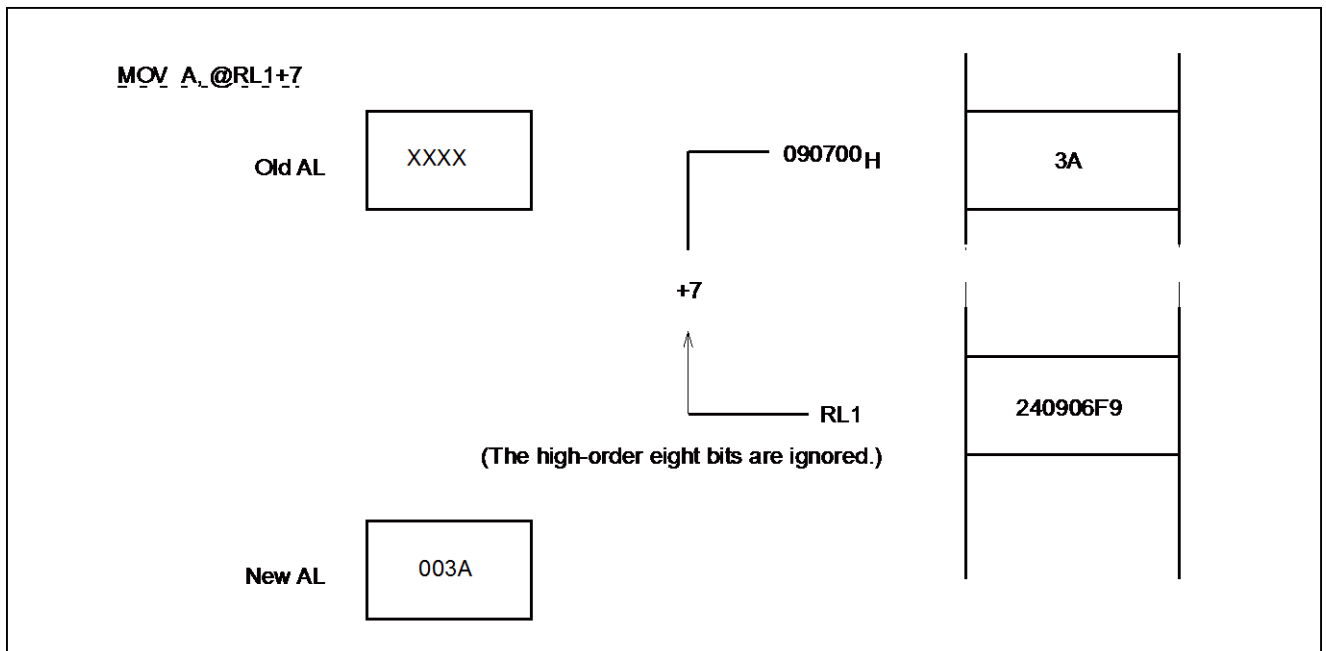 MOV A, @RL1+7
Old AL
XXXX
090700H
3A
+7
RL1
240906F9
(The high-order eight bits are ignored.)
New AL
003A